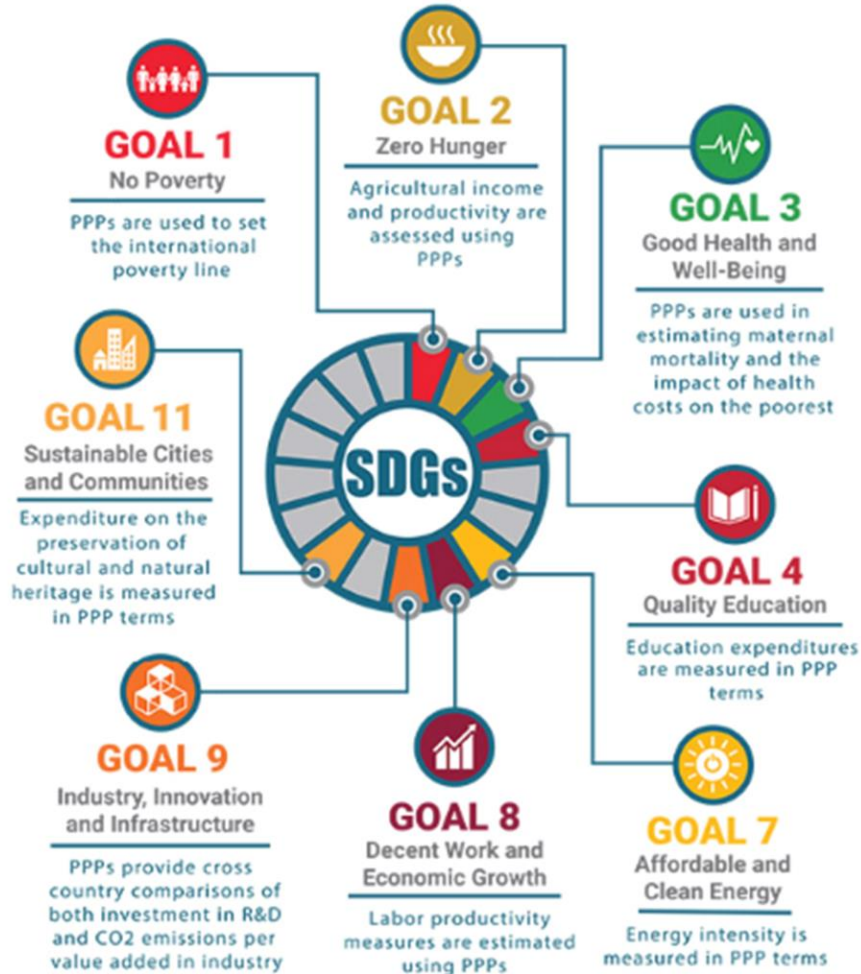 GOAL 1
No Poverty
PPPs are used to set
the international
poverty line
GOAL 2
Zero Hunger
Agricultural income
and productivity are
assessed using
PPPs
GOAL 3
Good Health and
Well-Being
PPPs are used in
estimating maternal
mortality and the
impact of health
costs on the poorest
SDGs
GOAL 11
Sustainable Cities
and Communities
Expenditure on the
preservation of
cultural and natural
heritage is measured
in PPP terms
GOAL 4
Quality Education
Education expenditures
are measured in PPP
terms
GOAL 9
Industry, Innovation
and Infrastructure
PPPs provide cross
country comparisons of
both investment in R&D
and CO2 emissions per
value added in industry
GOAL 8
Decent Work and
Economic Growth
Labor productivity
measures are estimated
using PPPs
GOAL 7
Affordable and
Clean Energy
Energy intensity is
measured in PPP terms